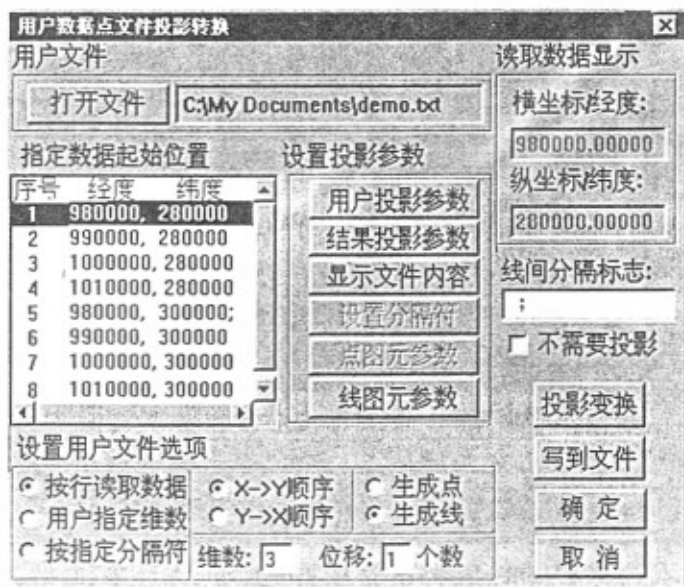 用户数据点文件投影转换
用户文件
打开文件 C:\My Documents\demo.txt
读取数据显示
横坐标/经度:
980000.00000
纵坐标/纬度:
280000.00000
指定数据起始位置
序号 经度 纬度
1 980000, 280000
2 990000, 280000
3 1000000, 280000
4 1010000, 280000
5 980000, 300000;
6 990000, 300000
7 1000000, 300000
8 1010000, 300000
设置投影参数
用户投影参数
结果投影参数
显示文件内容
设置分隔符
点图元参数
线图元参数
线间分隔标志:
;
不需要投影
投影变换
写到文件
确 定
取 消
设置用户文件选项
按行读取数据
用户指定维数
按指定分隔符
X->Y顺序
Y->X顺序
生成点
生成线
维数: 3 位移: 1 个数